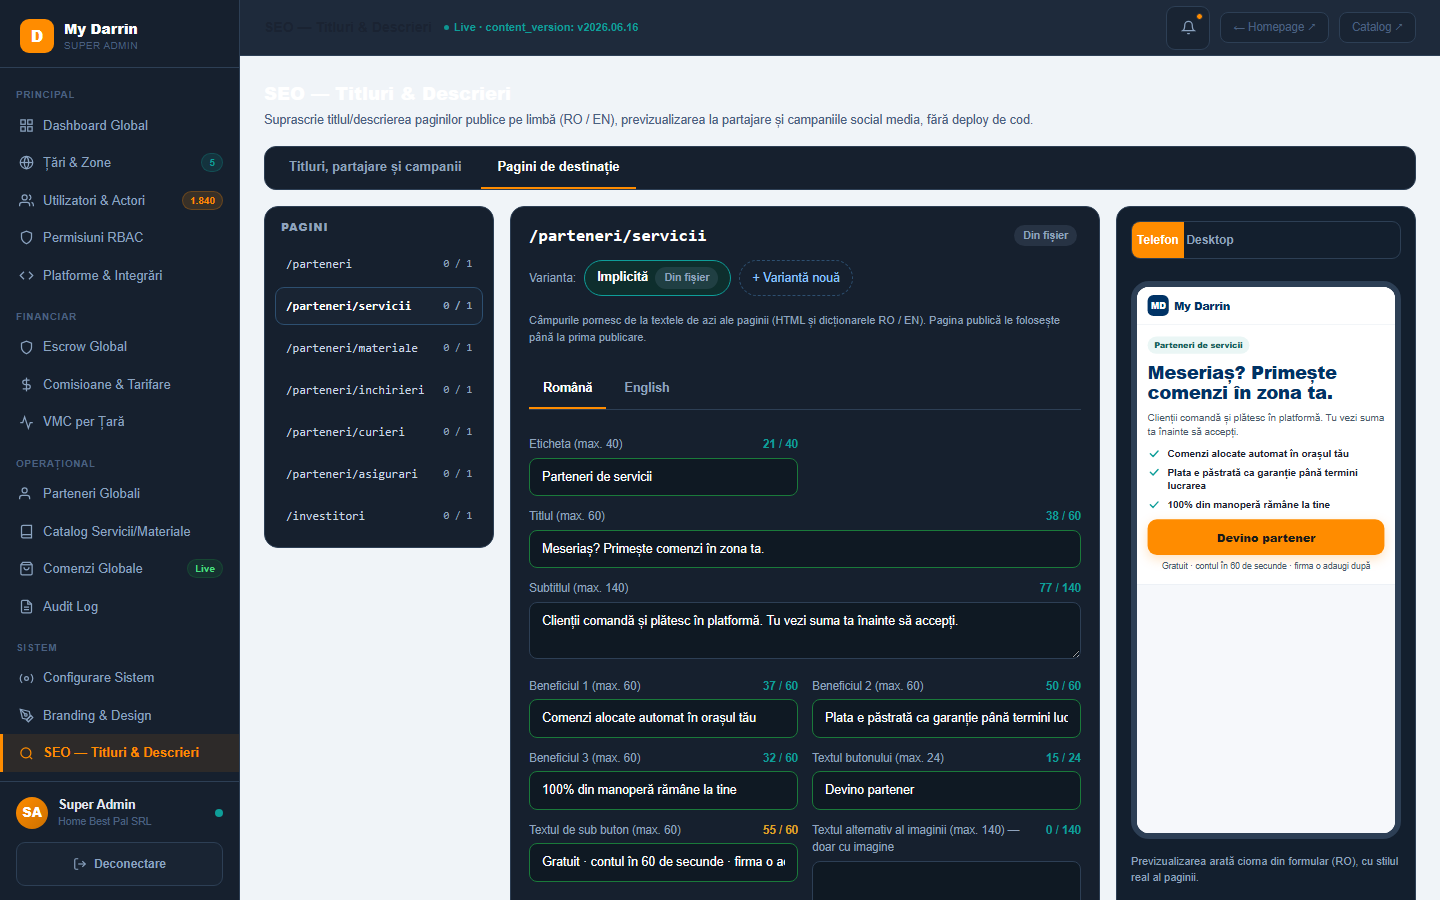 D
My Darrin
SUPER ADMIN
PRINCIPAL
Dashboard Global
Țări & Zone
5
Utilizatori & Actori
1.840
Permisiuni RBAC
Platforme & Integrări
FINANCIAR
Escrow Global
Comisioane & Tarifare
VMC per Țară
OPERAȚIONAL
Parteneri Globali
Catalog Servicii/Materiale
Comenzi Globale
Live
Audit Log
SISTEM
Configurare Sistem
Branding & Design
SEO — Titluri & Descrieri
SA
Super Admin
Home Best Pal SRL
Deconectare
SEO — Titluri & Descrieri
Live · content_version: v2026.06.16
← Homepage ↗
Catalog ↗
SEO — Titluri & Descrieri
Suprascrie titlul/descrierea paginilor publice pe limbă (RO / EN), previzualizarea la partajare și campaniile social media, fără deploy de cod.
Titluri, partajare și campanii
Pagini de destinație
PAGINI
/parteneri 0 / 1
/parteneri/servicii 0 / 1
/parteneri/materiale 0 / 1
/parteneri/inchirieri 0 / 1
/parteneri/curieri 0 / 1
/parteneri/asigurari 0 / 1
/investitori 0 / 1
/parteneri/servicii
Din fișier
Varianta:
Implicită
Din fișier
+ Variantă nouă
Câmpurile pornesc de la textele de azi ale paginii (HTML și dicționarele RO / EN). Pagina publică le folosește
până la prima publicare.
Română
English
Eticheta (max. 40) 21 / 40
Parteneri de servicii
Titlul (max. 60) 38 / 60
Meseriaș? Primește comenzi în zona ta.
Subtitlul (max. 140) 77 / 140
Clienții comandă și plătesc în platformă. Tu vezi suma ta înainte să accepți.
Beneficiul 1 (max. 60) 37 / 60
Comenzi alocate automat în orașul tău
Beneficiul 2 (max. 60) 50 / 60
Plata e păstrată ca garanție până termini luc
Beneficiul 3 (max. 60) 32 / 60
100% din manoperă rămâne la tine
Textul butonului (max. 24) 15 / 24
Devino partener
Textul de sub buton (max. 60) 55 / 60
Gratuit · contul în 60 de secunde · firma o a
Textul alternativ al imaginii (max. 140) — 0 / 140
doar cu imagine
Telefon
Desktop
MD
My Darrin
Parteneri de servicii
Meseriaș? Primește
comenzi în zona ta.
Clienții comandă și plătesc în platformă. Tu vezi suma
ta înainte să accepți.
Comenzi alocate automat în orașul tău
Plata e păstrată ca garanție până termini
lucrarea
100% din manoperă rămâne la tine
Devino partener
Gratuit · contul în 60 de secunde · firma o adaugi după
Previzualizarea arată ciorna din formular (RO), cu stilul
real al paginii.